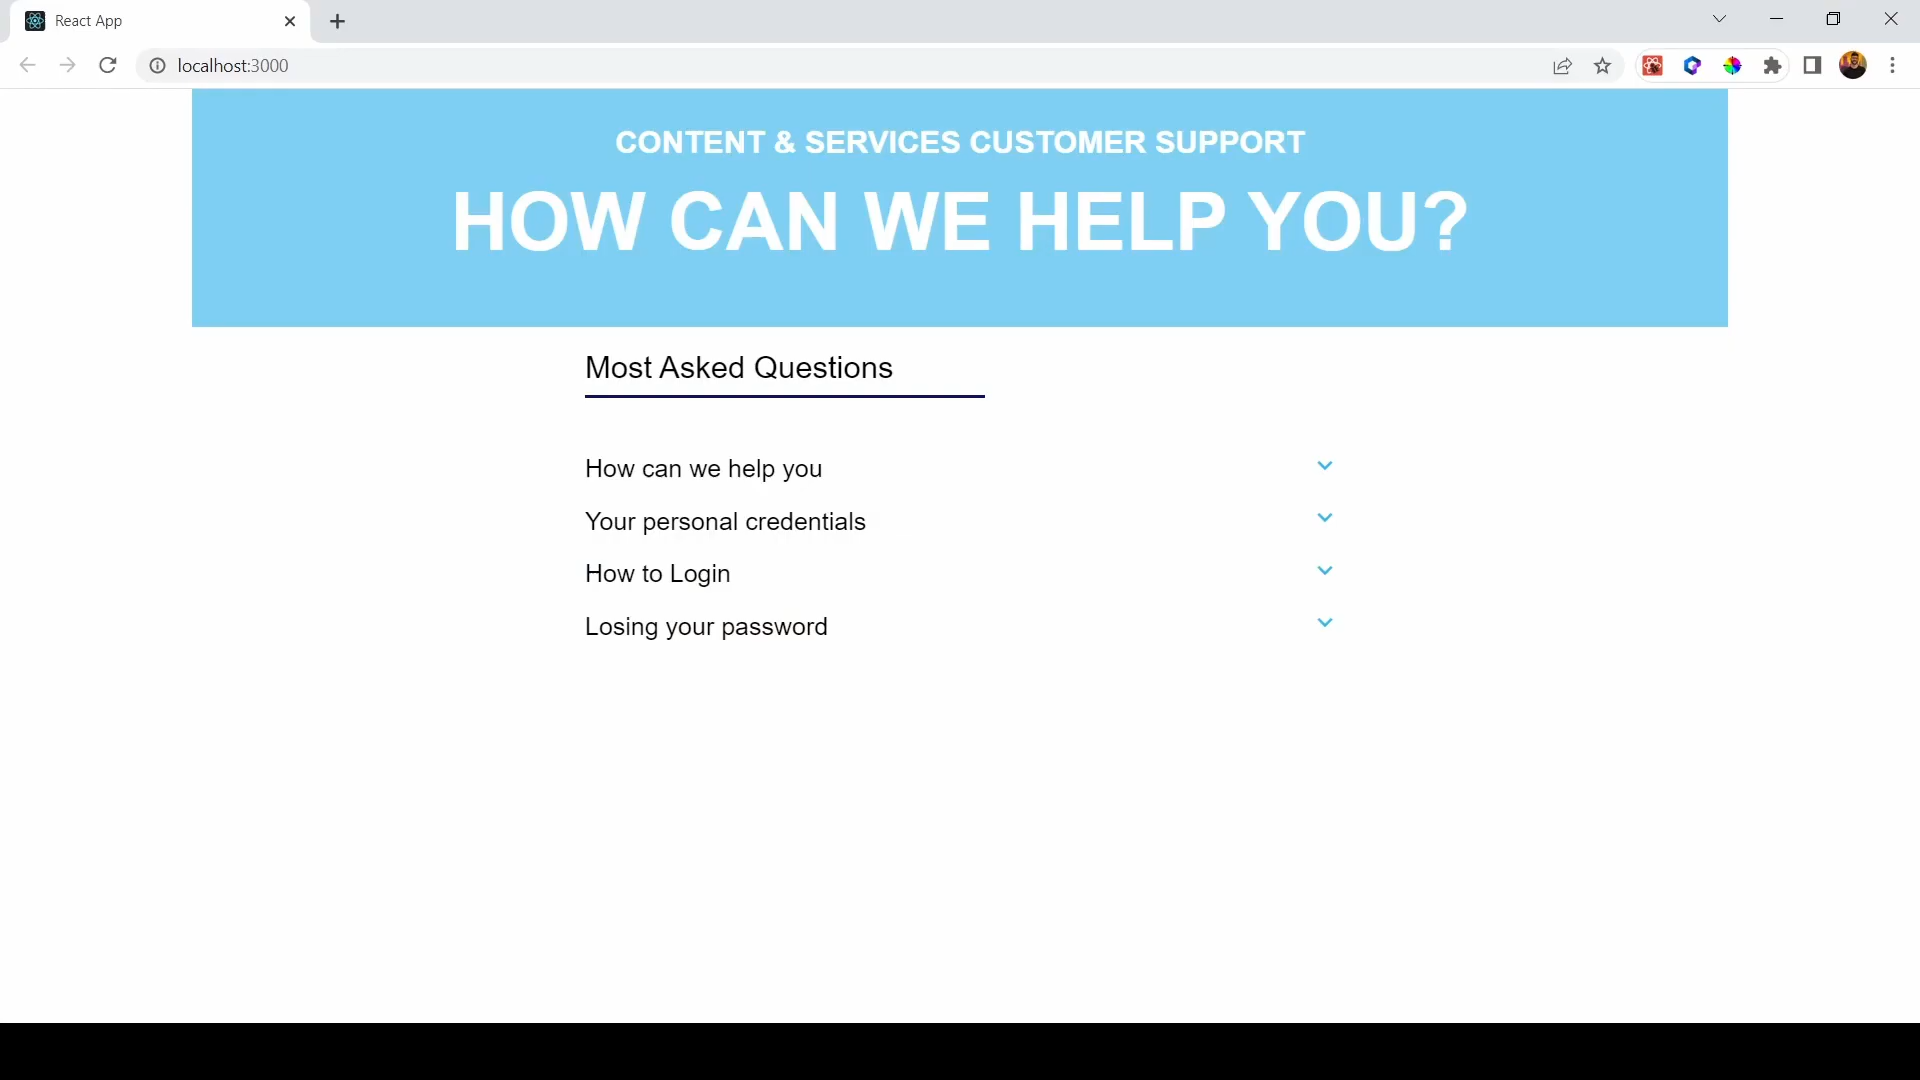 React App
localhost:3000
CONTENT & SERVICES CUSTOMER SUPPORT
HOW CAN WE HELP YOU?
Most Asked Questions
How can we help you
Your personal credentials
How to Login
Losing your password